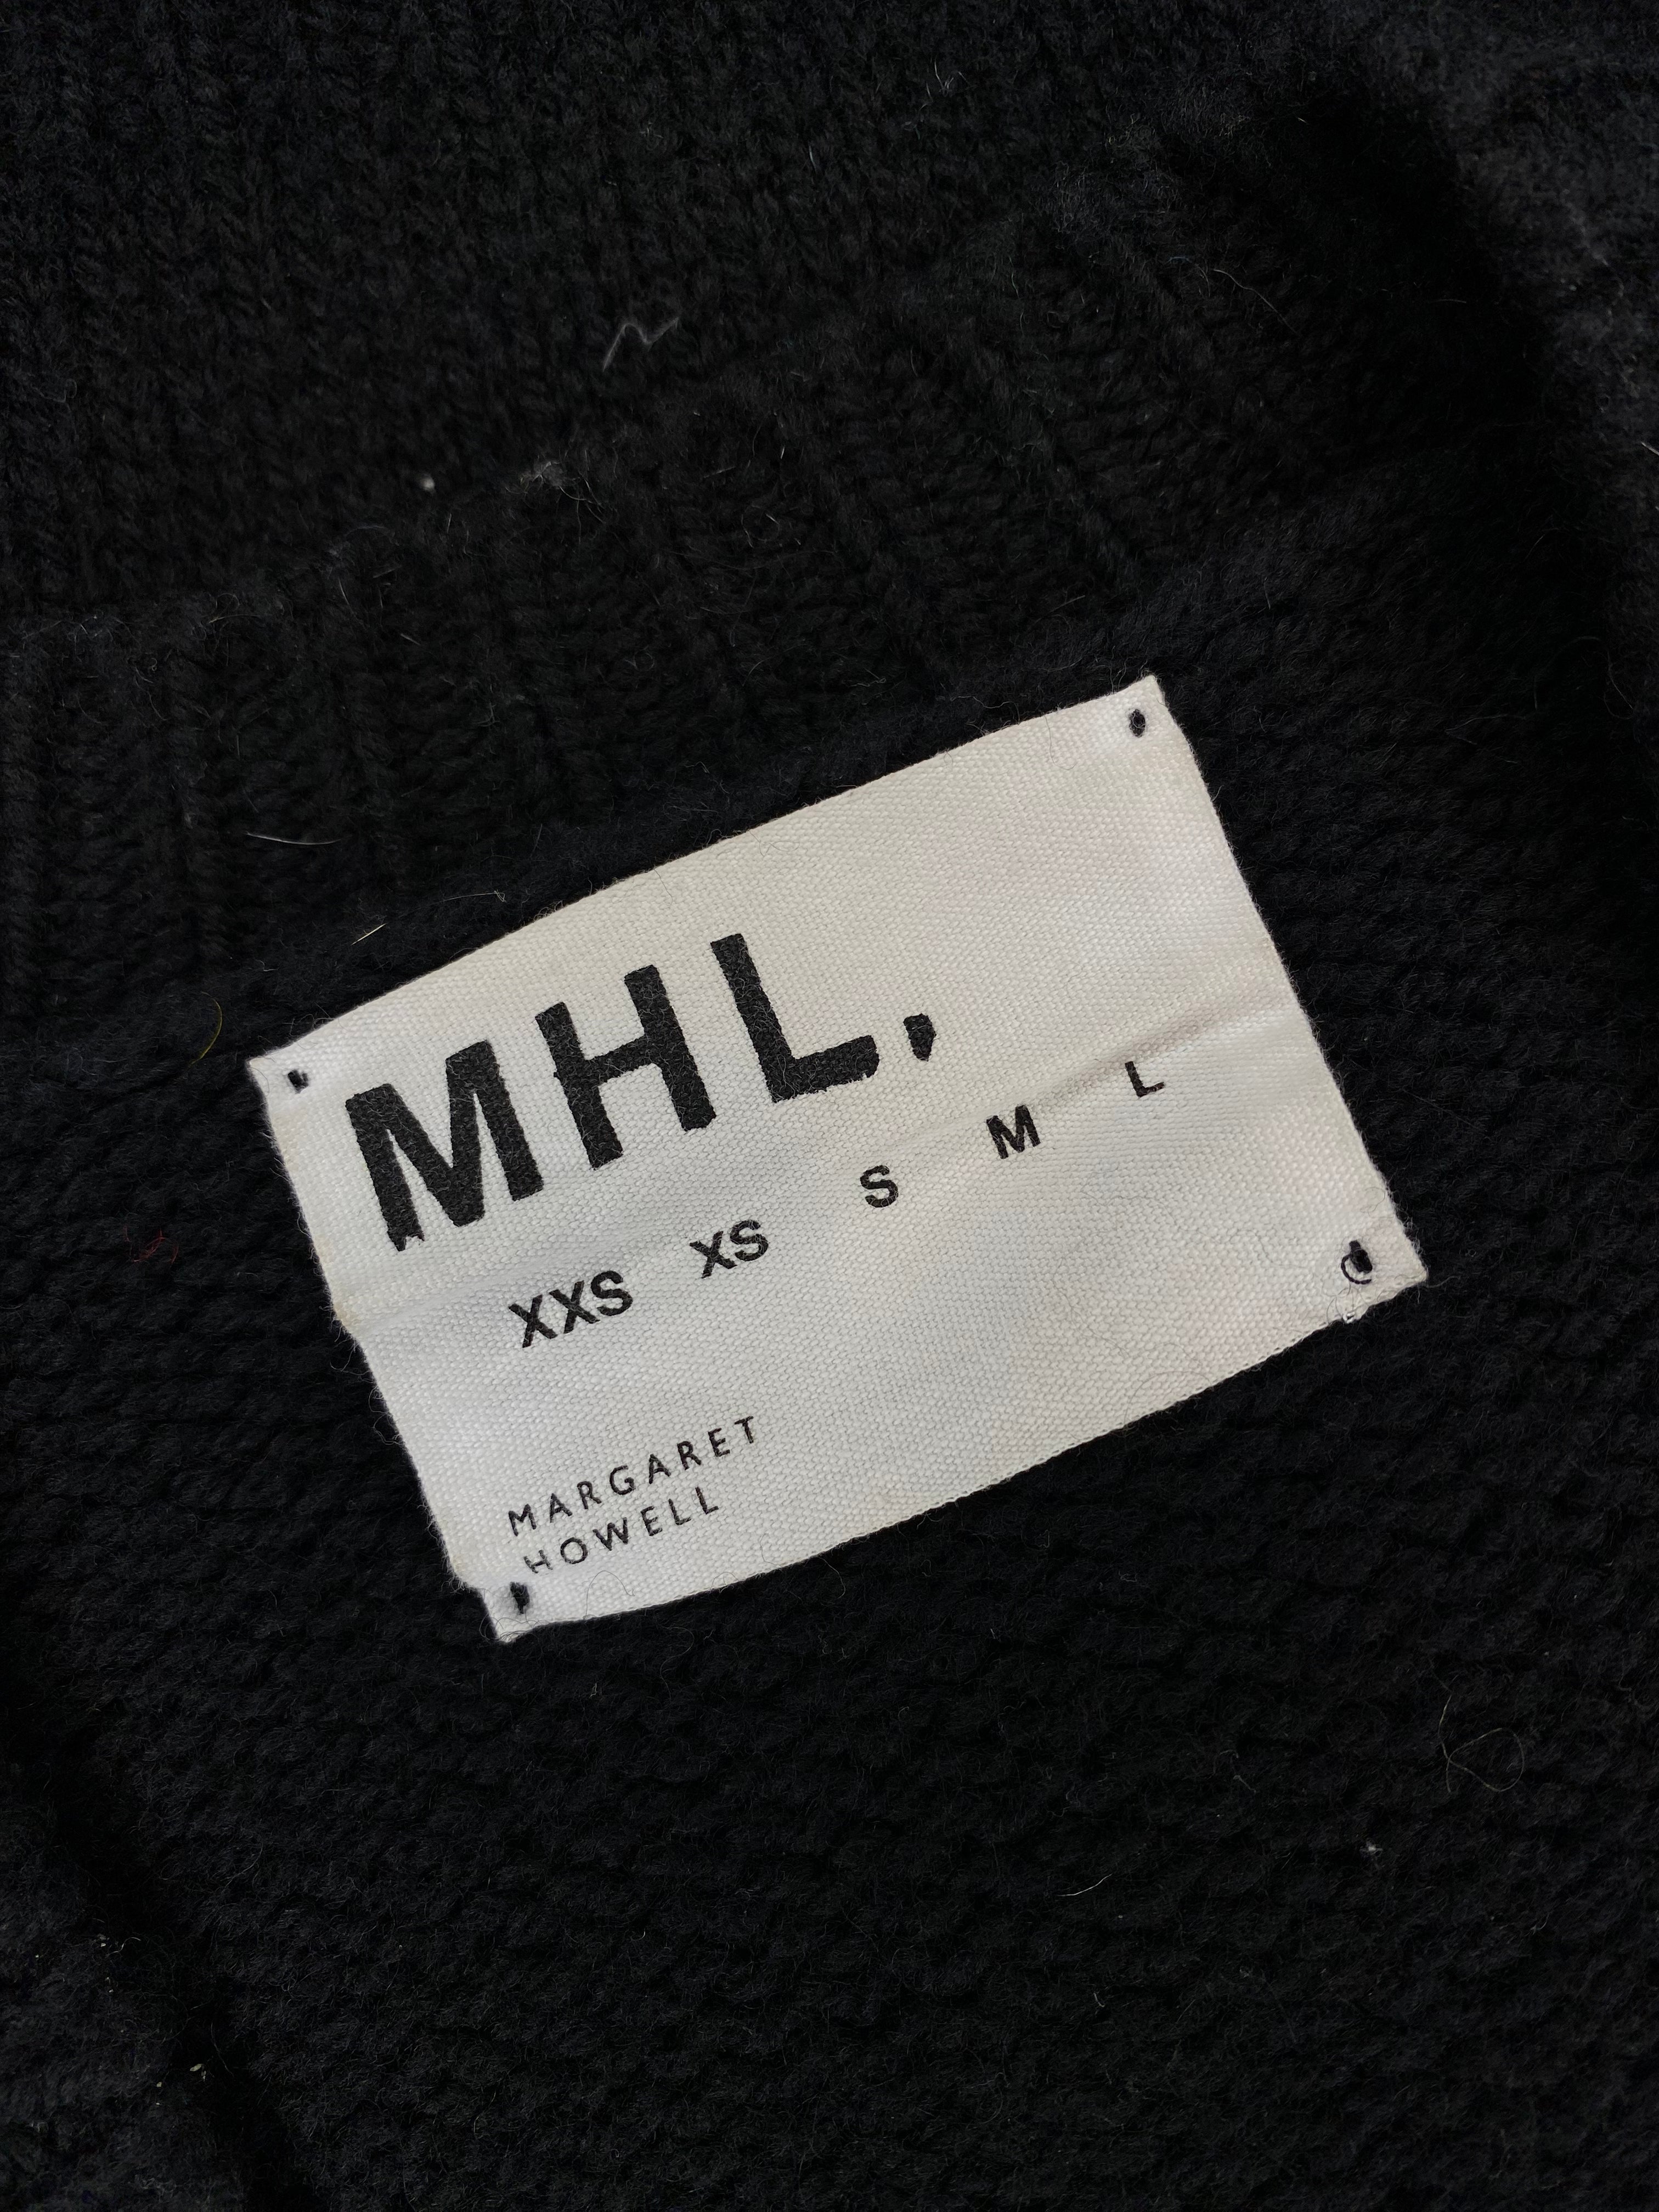 MHL.
XXS XS S M L
MARGARET
HOWELL